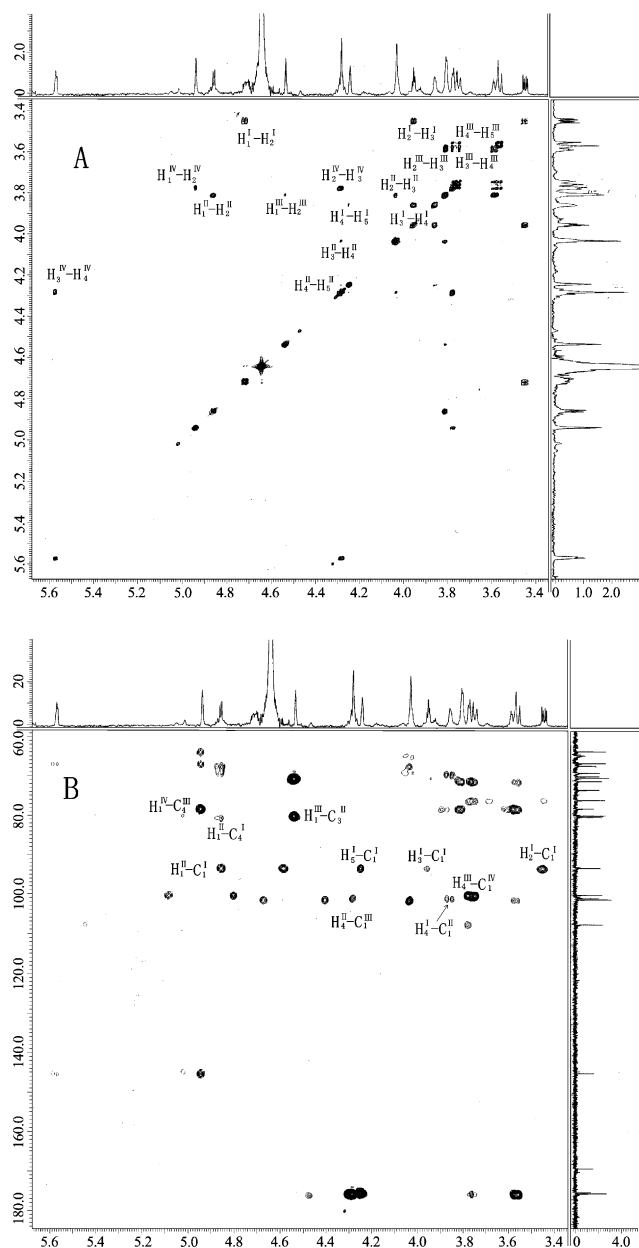 2.0
0
3.4
3.6
3.8
4.0
4.2
4.4
4.6
4.8
5.0
5.2
5.4
5.6
A
H₁ᴵ-H₂ᴵ
H₂ᴵ-H₃ᴵ
H₄ᴵᴵᴵ-H₅ᴵᴵᴵ
H₂ᴵᴵᴵ-H₃ᴵᴵᴵ
H₃ᴵᴵᴵ-H₄ᴵᴵᴵ
H₁ᴵⱽ-H₂ᴵⱽ
H₂ᴵⱽ-H₃ᴵⱽ
H₂ᴵᴵ-H₃ᴵᴵ
H₁ᴵᴵ-H₂ᴵᴵ
H₁ᴵᴵᴵ-H₂ᴵᴵᴵ
H₄ᴵ-H₅ᴵ
H₃ᴵ-H₄ᴵ
H₃ᴵᴵ-H₄ᴵᴵ
H₃ᴵⱽ-H₄ᴵⱽ
H₄ᴵᴵ-H₅ᴵᴵ
5.6 5.4 5.2 5.0 4.8 4.6 4.4 4.2 4.0 3.8 3.6 3.4 0 1.0 2.0
20
0
60.0
80.0
100.0
120.0
140.0
160.0
180.0
B
H₁ᴵⱽ-C₄ᴵᴵᴵ
H₁ᴵᴵ-C₄ᴵ
H₁ᴵᴵᴵ-C₃ᴵᴵ
H₁ᴵᴵ-C₁ᴵ
H₅ᴵ-C₁ᴵ
H₃ᴵ-C₁ᴵ
H₂ᴵ-C₁ᴵ
H₄ᴵᴵᴵ-C₁ᴵⱽ
H₄ᴵᴵ-C₁ᴵᴵᴵ
H₄ᴵ-C₁ᴵᴵ
5.6 5.4 5.2 5.0 4.8 4.6 4.4 4.2 4.0 3.8 3.6 3.4 0 2.0 4.0